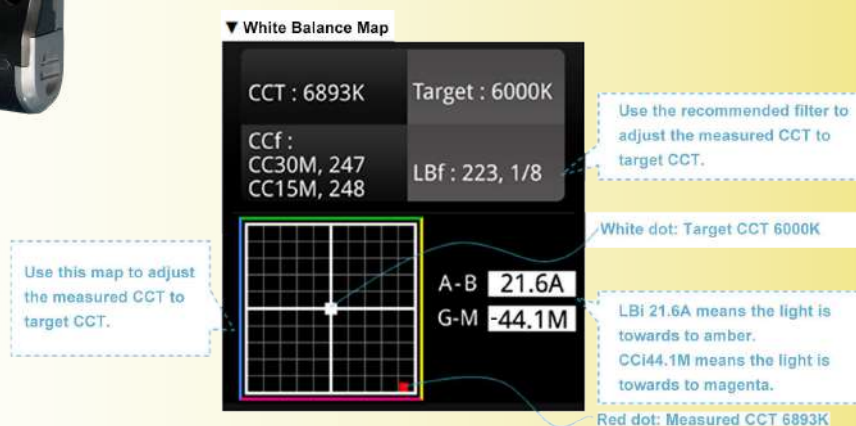 ▼ White Balance Map
CCT : 6893K
Target : 6000K
CCf :
CC30M, 247
CC15M, 248
LBf : 223, 1/8
Use the recommended filter to
adjust the measured CCT to
target CCT.
White dot: Target CCT 6000K
Use this map to adjust
the measured CCT to
target CCT.
A-B 21.6A
G-M -44.1M
LBi 21.6A means the light is
towards to amber.
CCi44.1M means the light is
towards to magenta.
Red dot: Measured CCT 6893K